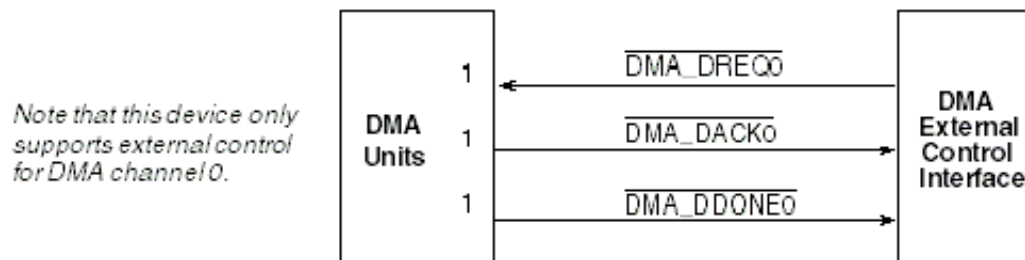 Note that this device only
supports external control
for DMA channel 0.
DMA
Units
1
DMA_DREQ0
1
DMA_DACK0
1
DMA_DDONE0
DMA
External
Control
Interface